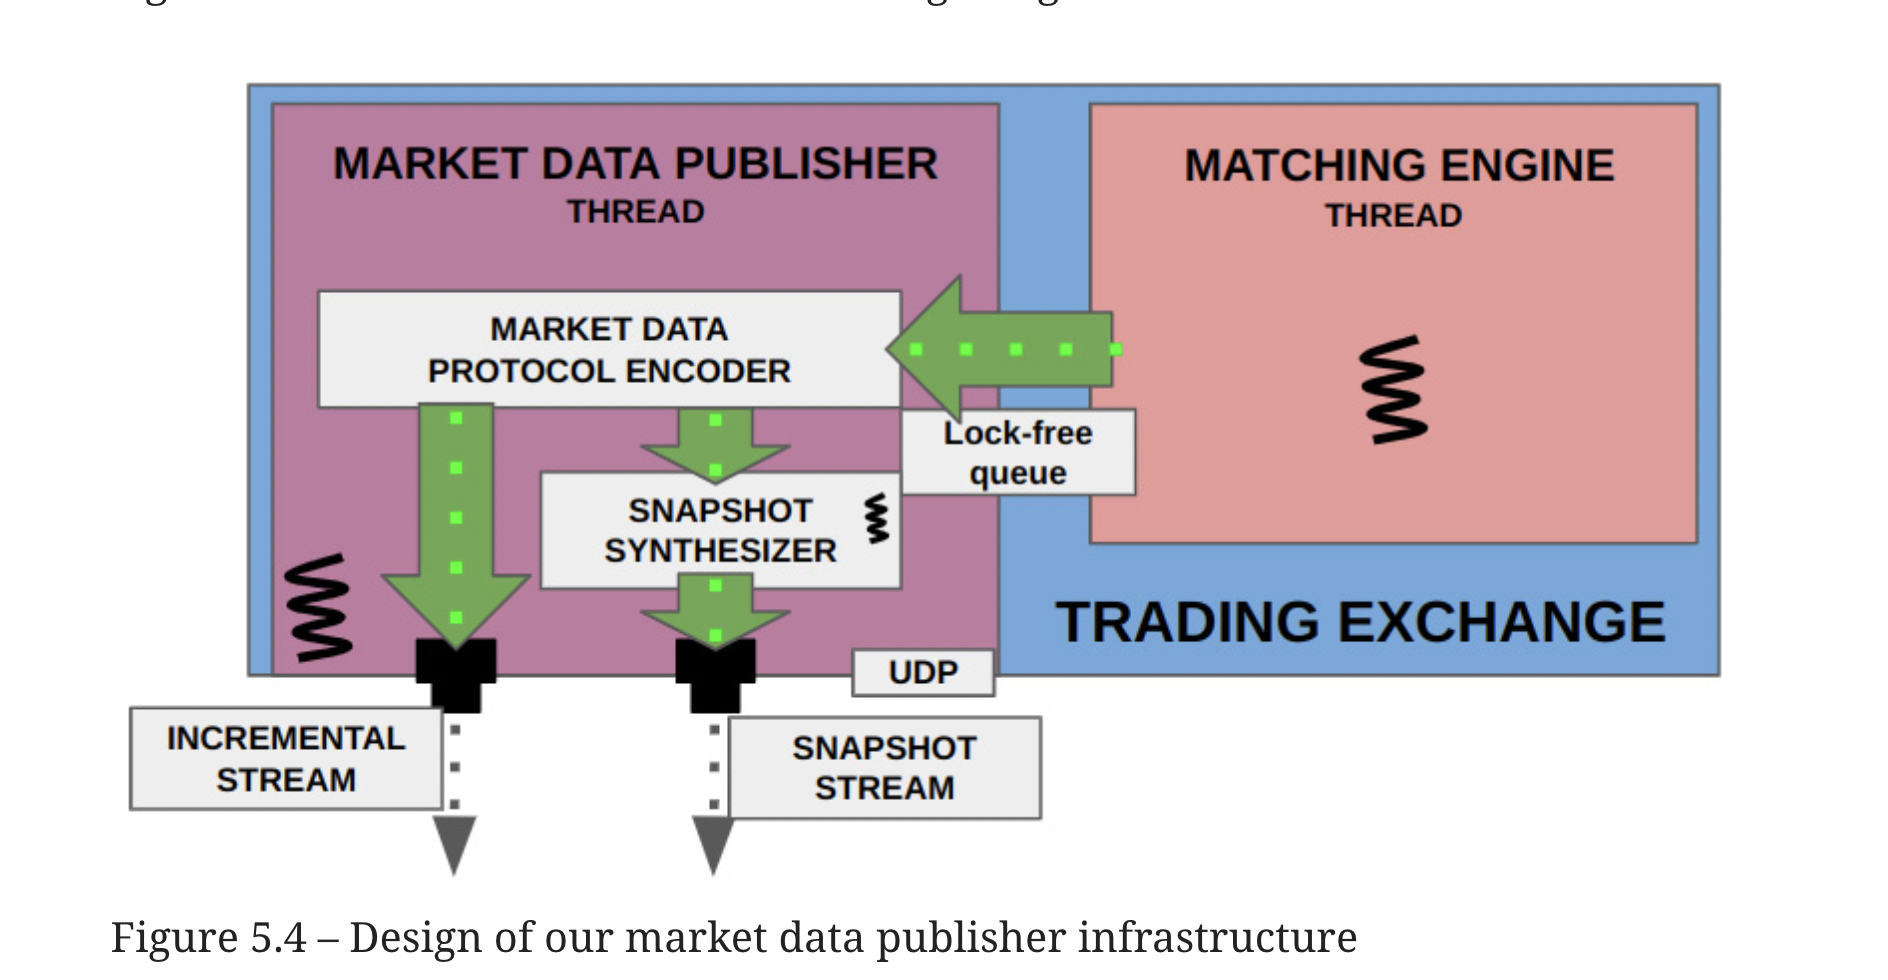 MARKET DATA PUBLISHER
THREAD
MATCHING ENGINE
THREAD
MARKET DATA
PROTOCOL ENCODER
Lock-free
queue
SNAPSHOT
SYNTHESIZER
TRADING EXCHANGE
UDP
INCREMENTAL
STREAM
SNAPSHOT
STREAM
Figure 5.4 – Design of our market data publisher infrastructure